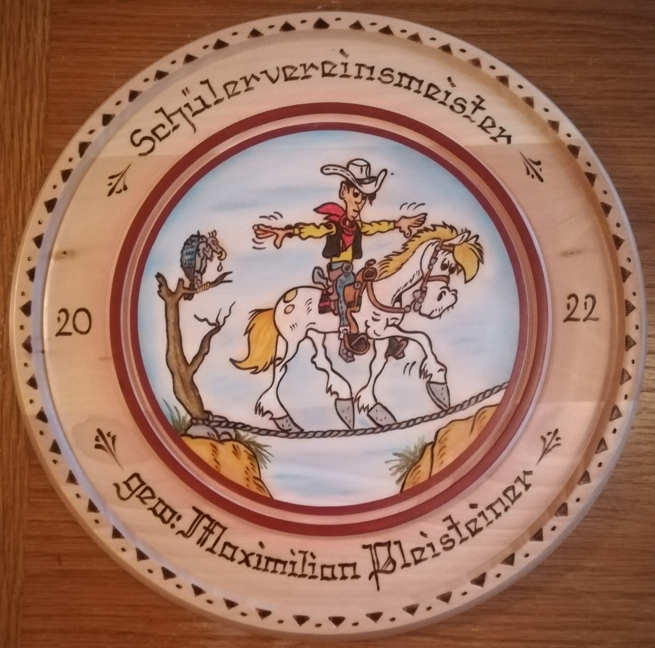 Schülervereinsmeister
20 22
gew: Maximilian Pleisteiner